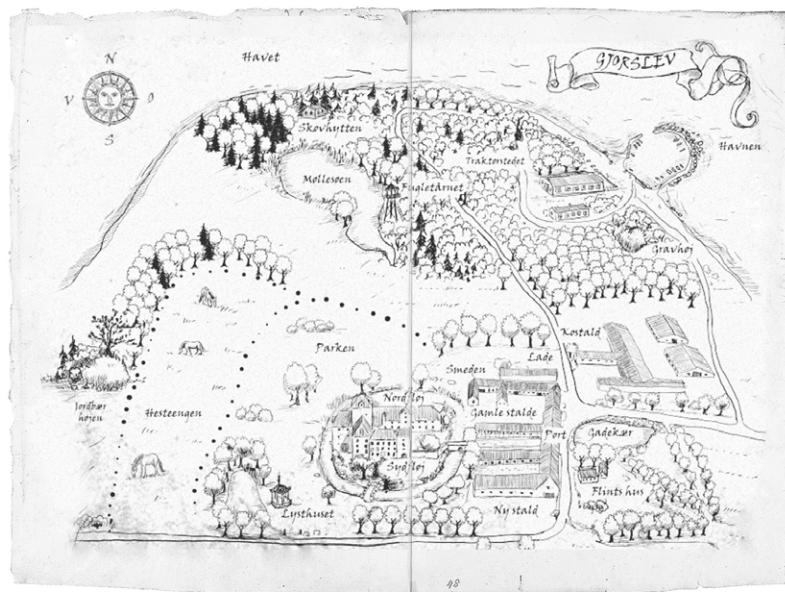 N
V
Ø
S
Havet
GJORSLEV
Skovhytten
Traktørstedet
Havnen
Møllesøen
Fugletårnet
Gravhøj
Kostald
Parken
Lade
Smeden
Jordbær
højen
Hesteengen
Nordfløj
Gamle stalde
Port
Gadekær
Sydfløj
Flints hus
Lysthuset
Ny stald
48